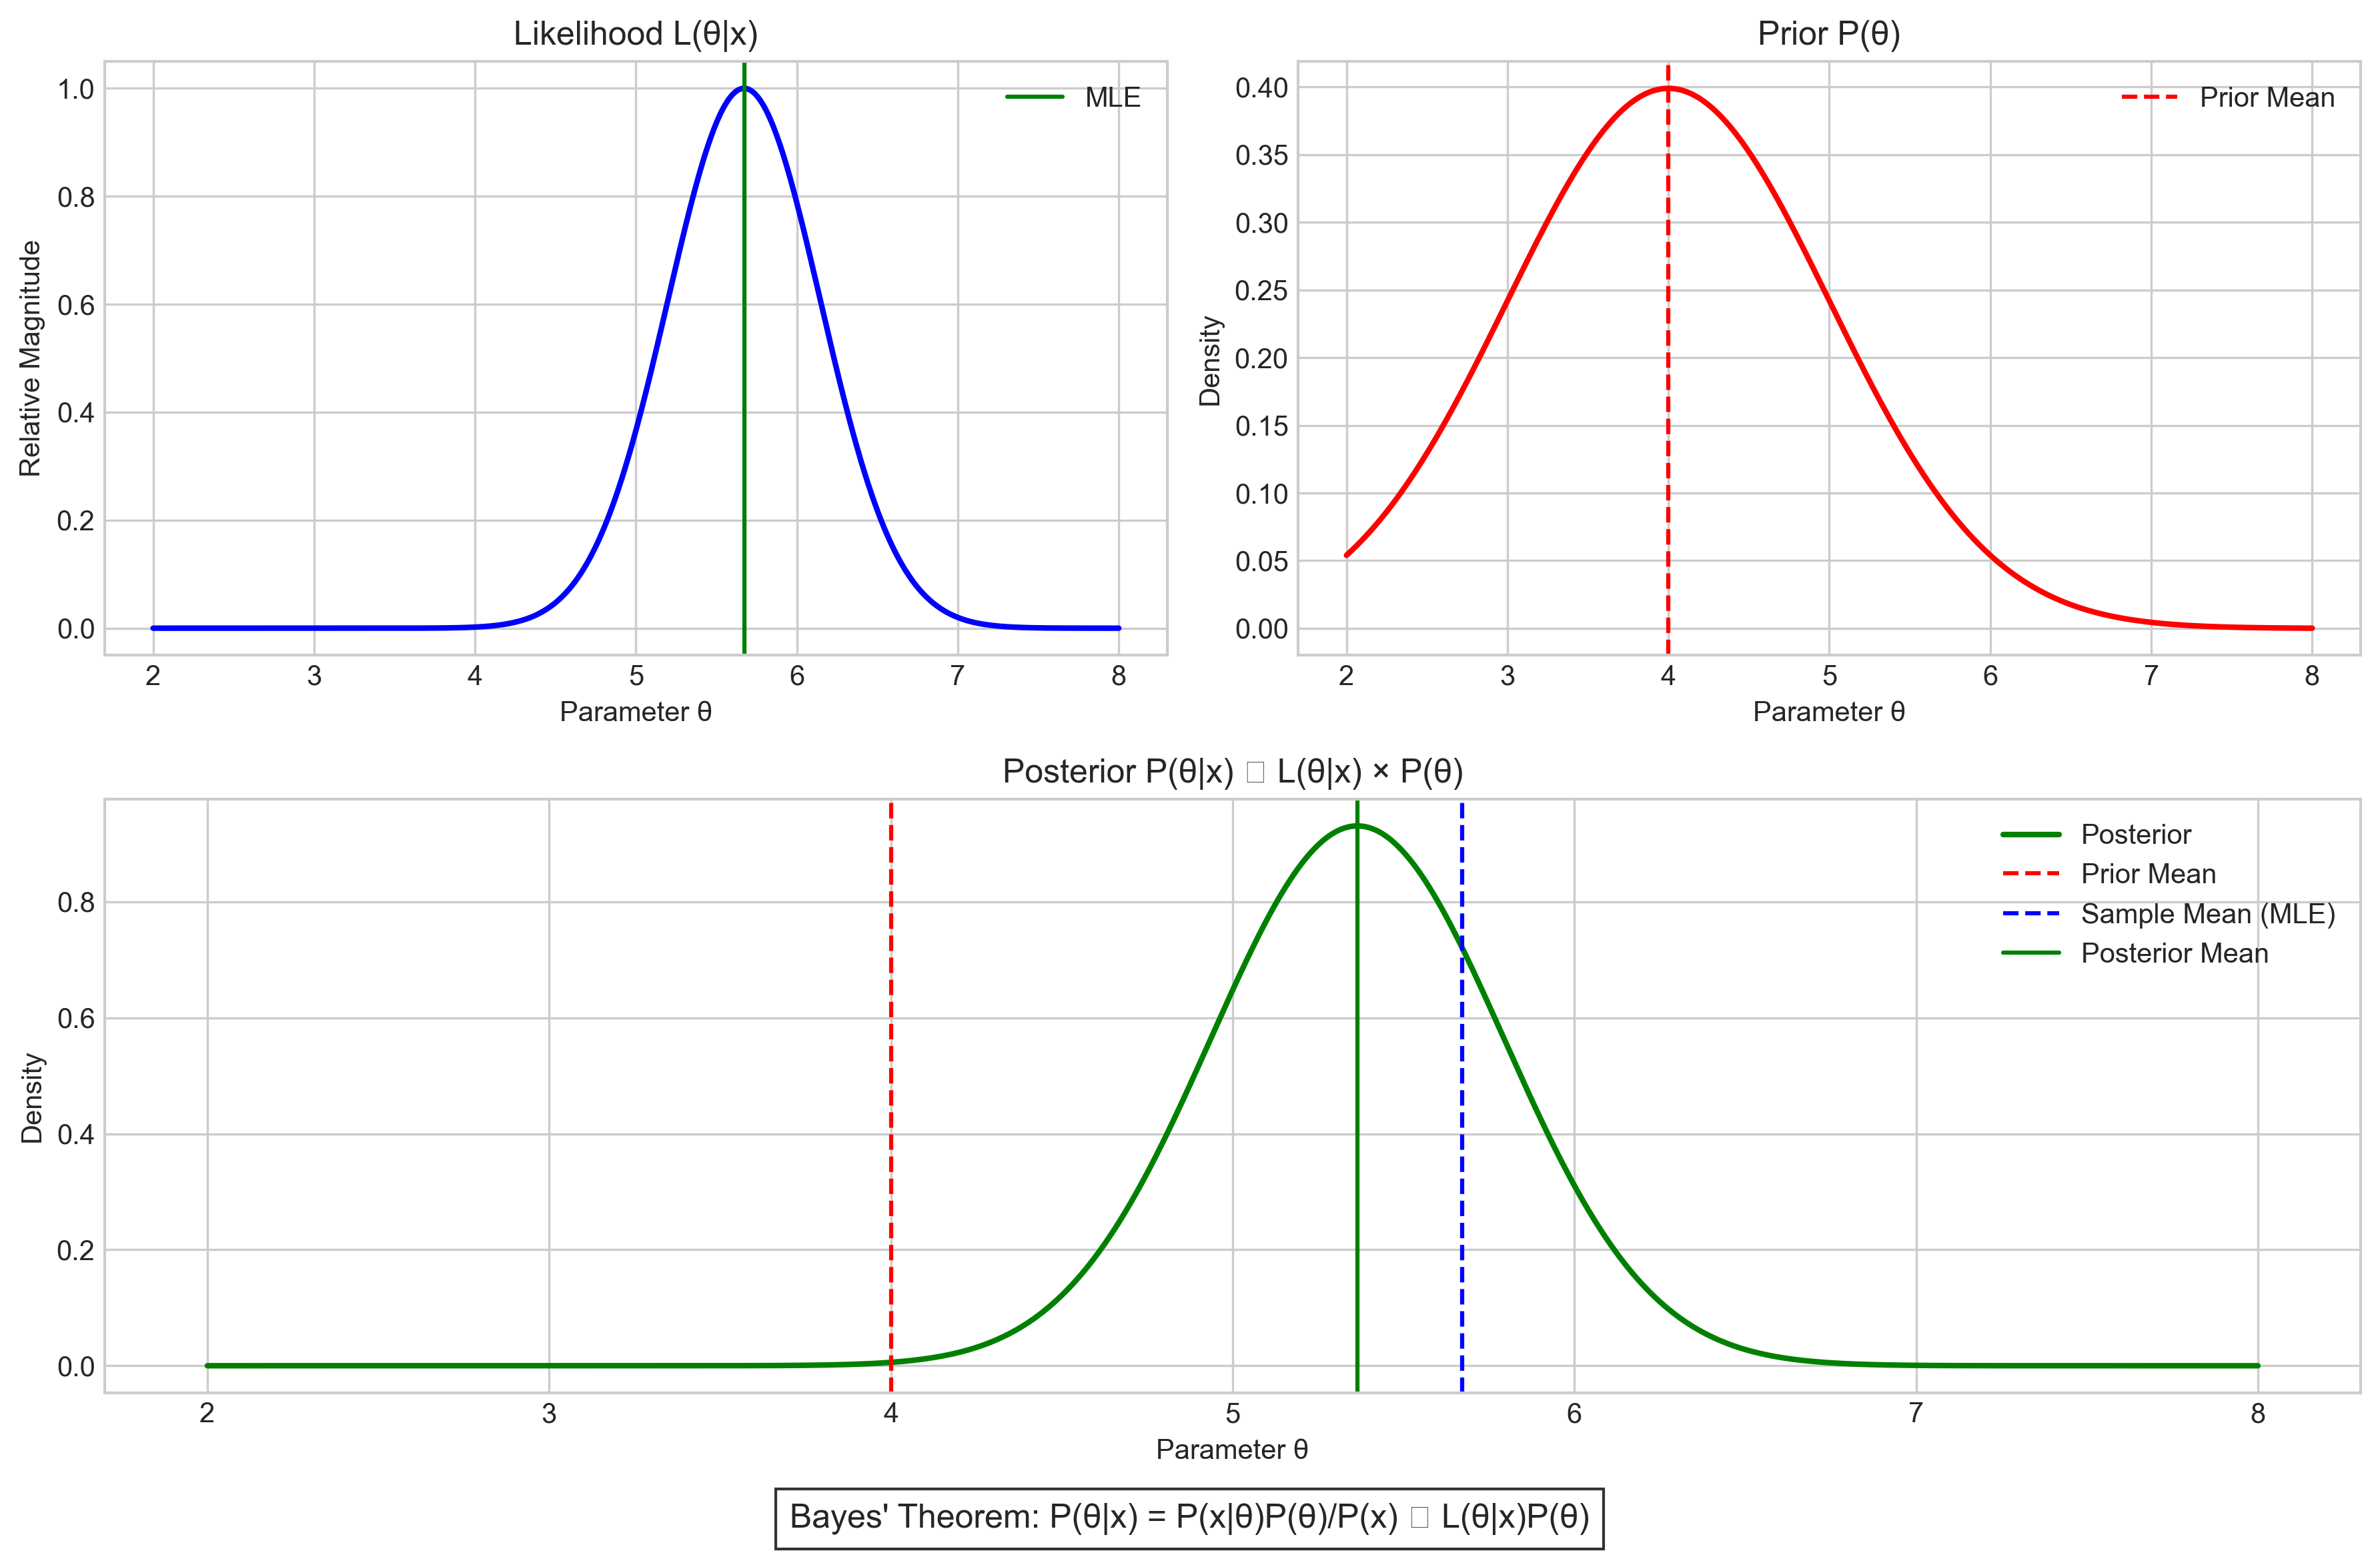 Likelihood L(θ|x)
Relative Magnitude
1.0
0.8
0.6
0.4
0.2
0.0
MLE
2 3 4 5 6 7 8
Parameter θ
Prior P(θ)
Density
0.40
0.35
0.30
0.25
0.20
0.15
0.10
0.05
0.00
Prior Mean
2 3 4 5 6 7 8
Parameter θ
Posterior P(θ|x) □ L(θ|x) × P(θ)
Density
0.8
0.6
0.4
0.2
0.0
Posterior
Prior Mean
Sample Mean (MLE)
Posterior Mean
2 3 4 5 6 7 8
Parameter θ
Bayes' Theorem: P(θ|x) = P(x|θ)P(θ)/P(x) □ L(θ|x)P(θ)